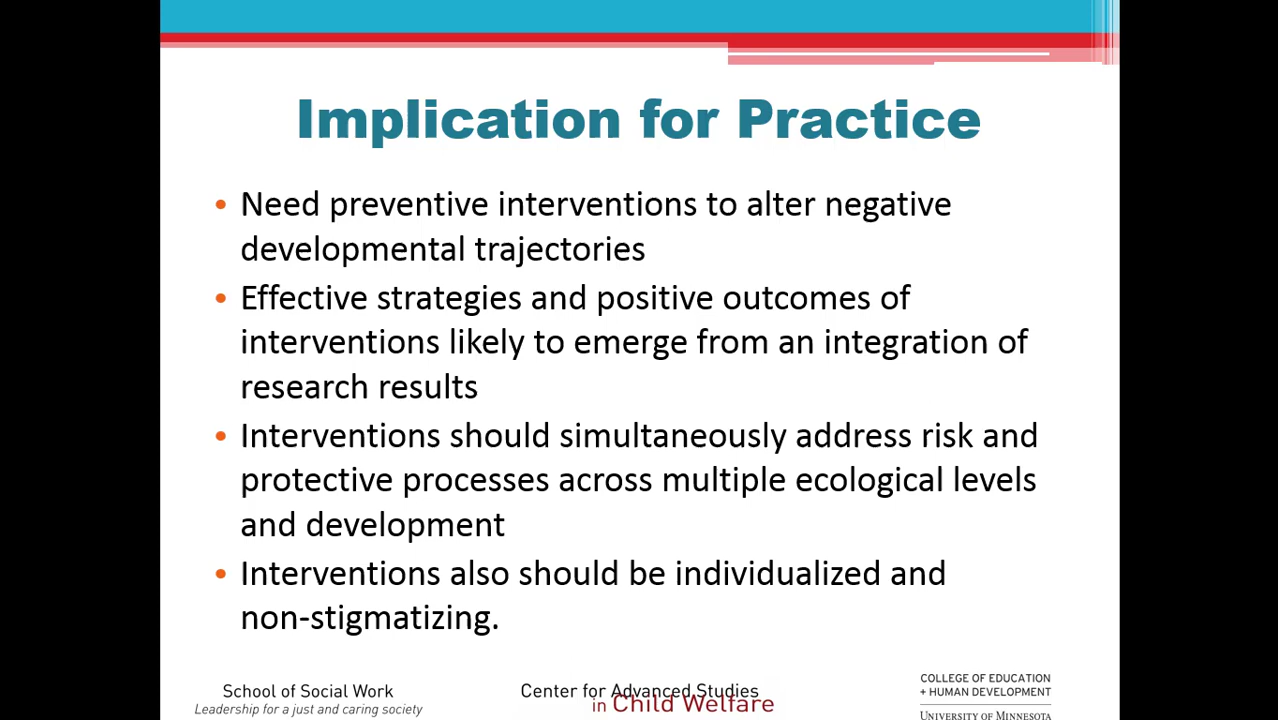 Implication for Practice
• Need preventive interventions to alter negative
developmental trajectories
• Effective strategies and positive outcomes of
interventions likely to emerge from an integration of
research results
• Interventions should simultaneously address risk and
protective processes across multiple ecological levels
and development
• Interventions also should be individualized and
non-stigmatizing.
School of Social Work
Leadership for a just and caring society
Center for Advanced Studies
in Child Welfare
COLLEGE OF EDUCATION
+ HUMAN DEVELOPMENT
UNIVERSITY OF MINNESOTA